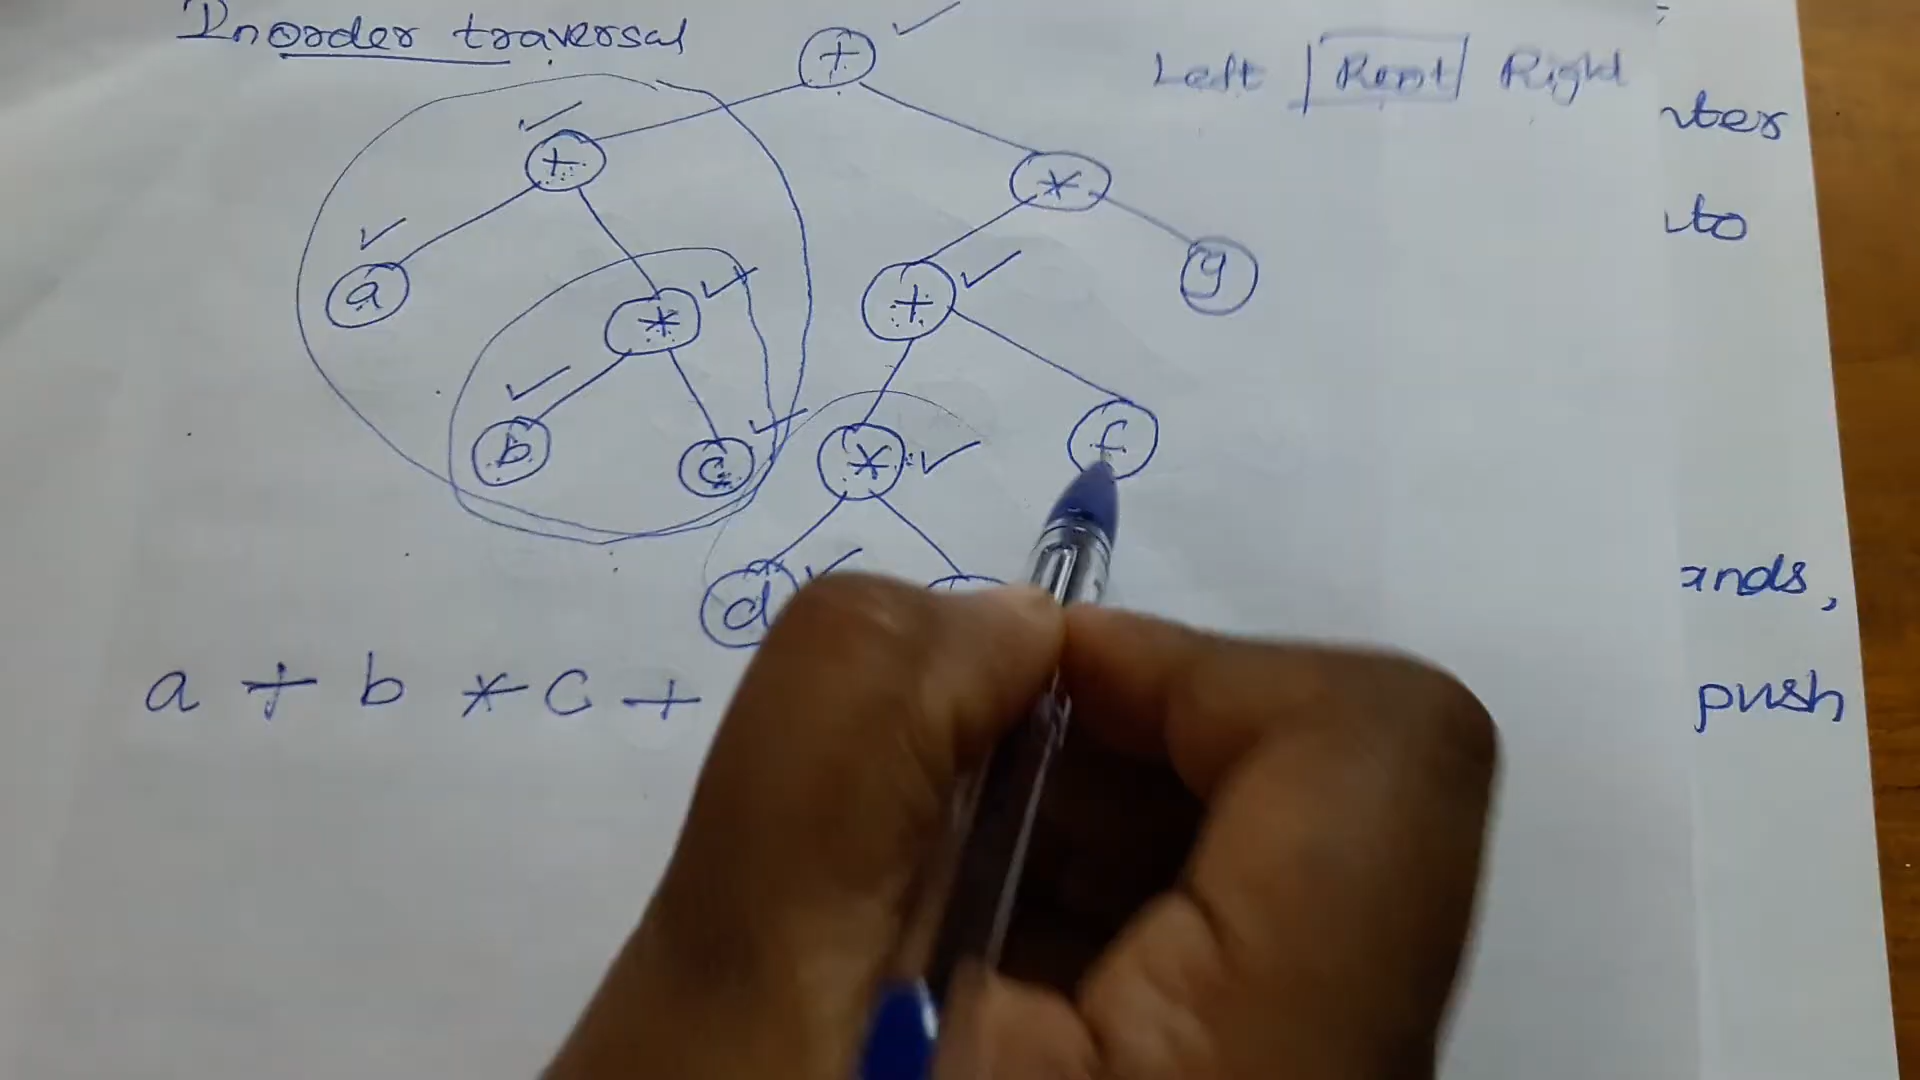 Inorder traversal
Left | Root | Right
+
+
*
a
*
+
g
b
c
*
f
d
a + b * c +
nter
to
ands,
push